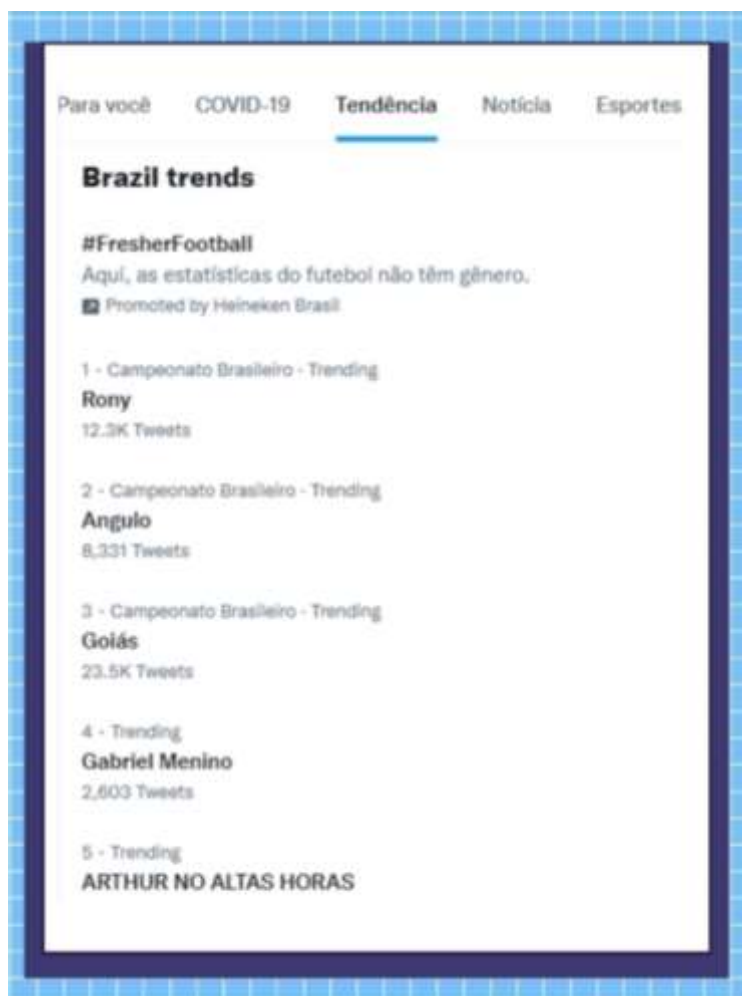 Para você COVID-19 Tendência Notícia Esportes
Brazil trends
#FresherFootball
Aqui, as estatísticas do futebol não têm gênero.
Promoted by Heineken Brasil
1 - Campeonato Brasileiro - Trending
Rony
12.3K Tweets
2 - Campeonato Brasileiro - Trending
Angulo
8,331 Tweets
3 - Campeonato Brasileiro - Trending
Goiás
23.5K Tweets
4 - Trending
Gabriel Menino
2,603 Tweets
5 - Trending
ARTHUR NO ALTAS HORAS